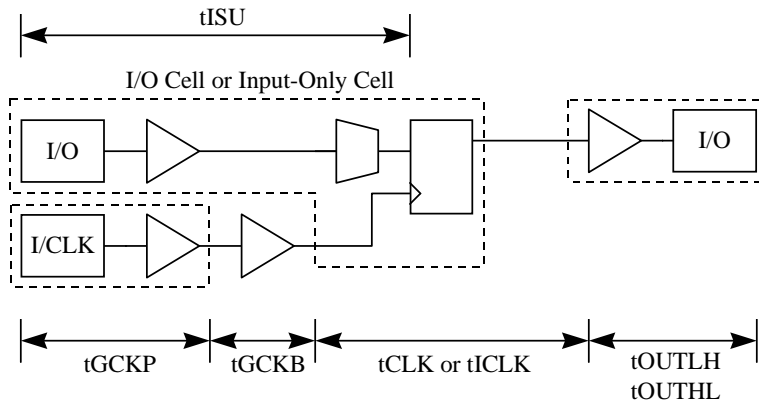 tISU
I/O Cell or Input-Only Cell
I/O
I/O
I/CLK
tGCKP
tGCKB
tCLK or tICLK
tOUTLH
tOUTHL